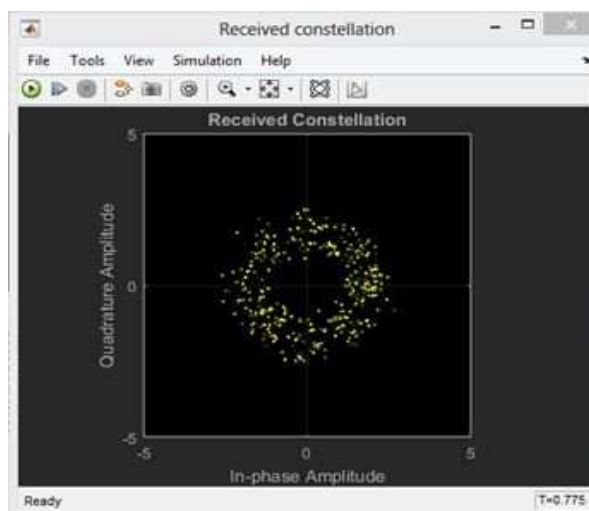 Received constellation
File Tools View Simulation Help
Received Constellation
5
Quadrature Amplitude
0
-5
-5 0 5
In-phase Amplitude
Ready T=0.775